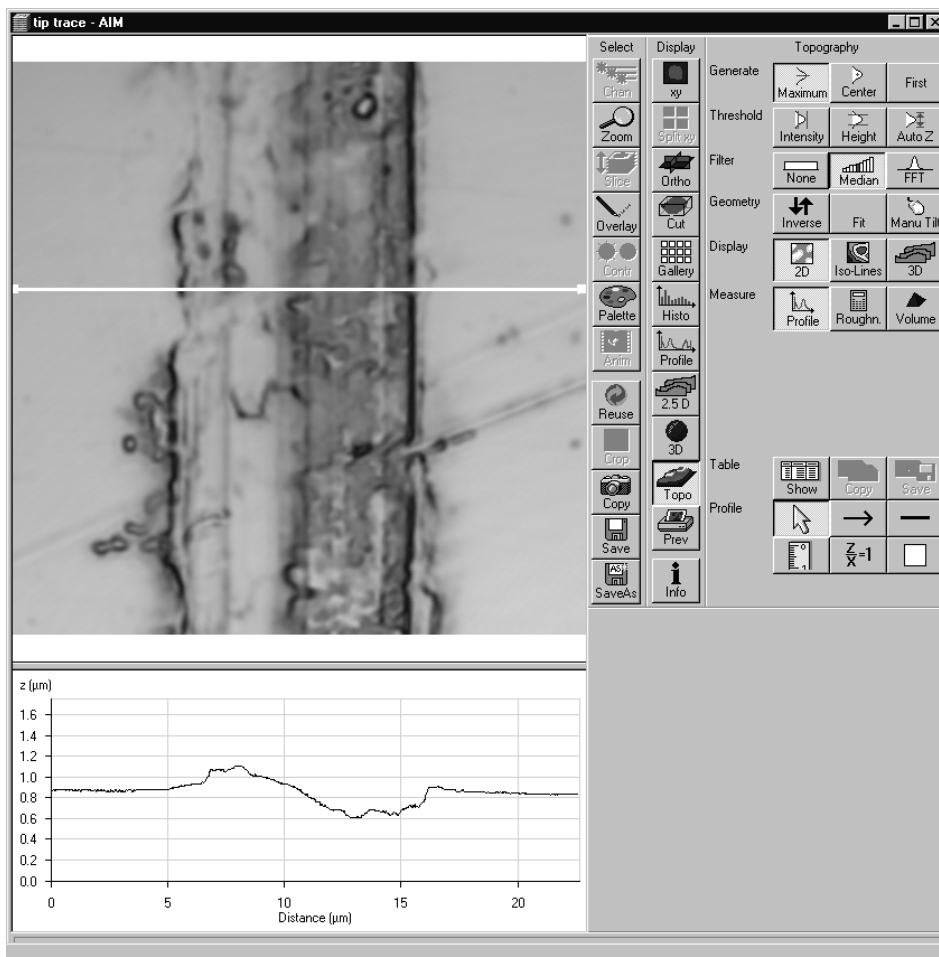 tip trace - AIM
Select Display Topography
Chan xy Generate Maximum Center First
Zoom Split xy Threshold Intensity Height Auto Z
Slice Ortho Filter None Median FFT
Overlay Cut Geometry Inverse Fit Manu Tilt
Contr Gallery Display 2D Iso-Lines 3D
Palette Histo Measure Profile Roughn. Volume
Anim Profile
Reuse 2.5 D
Crop 3D
Copy Topo Table Show Copy Save
Save Prev Profile
Z/X=1
AS
SaveAs Info
z (µm)
1.6
1.4
1.2
1.0
0.8
0.6
0.4
0.2
0.0
0 5 10 15 20
Distance (µm)